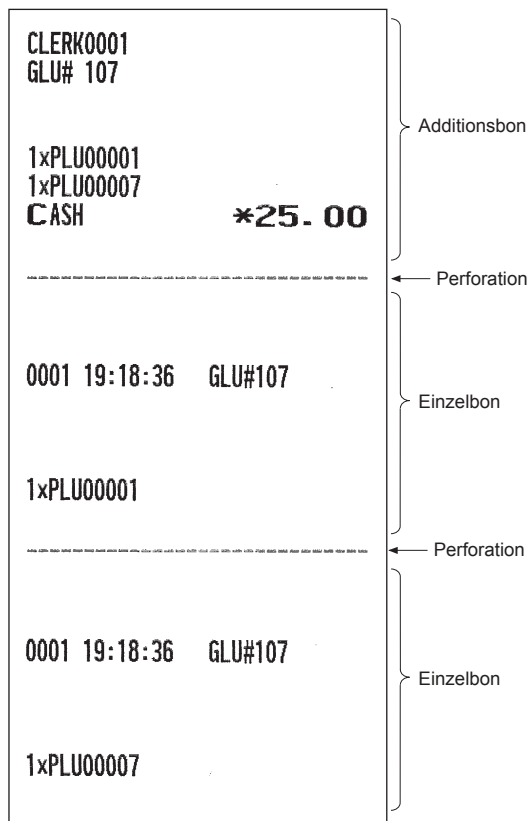 CLERK0001
GLU# 107
Additionsbon
1xPLU00001
1xPLU00007
CASH *25.00
Perforation
0001 19:18:36 GLU#107
Einzelbon
1xPLU00001
Perforation
0001 19:18:36 GLU#107
Einzelbon
1xPLU00007